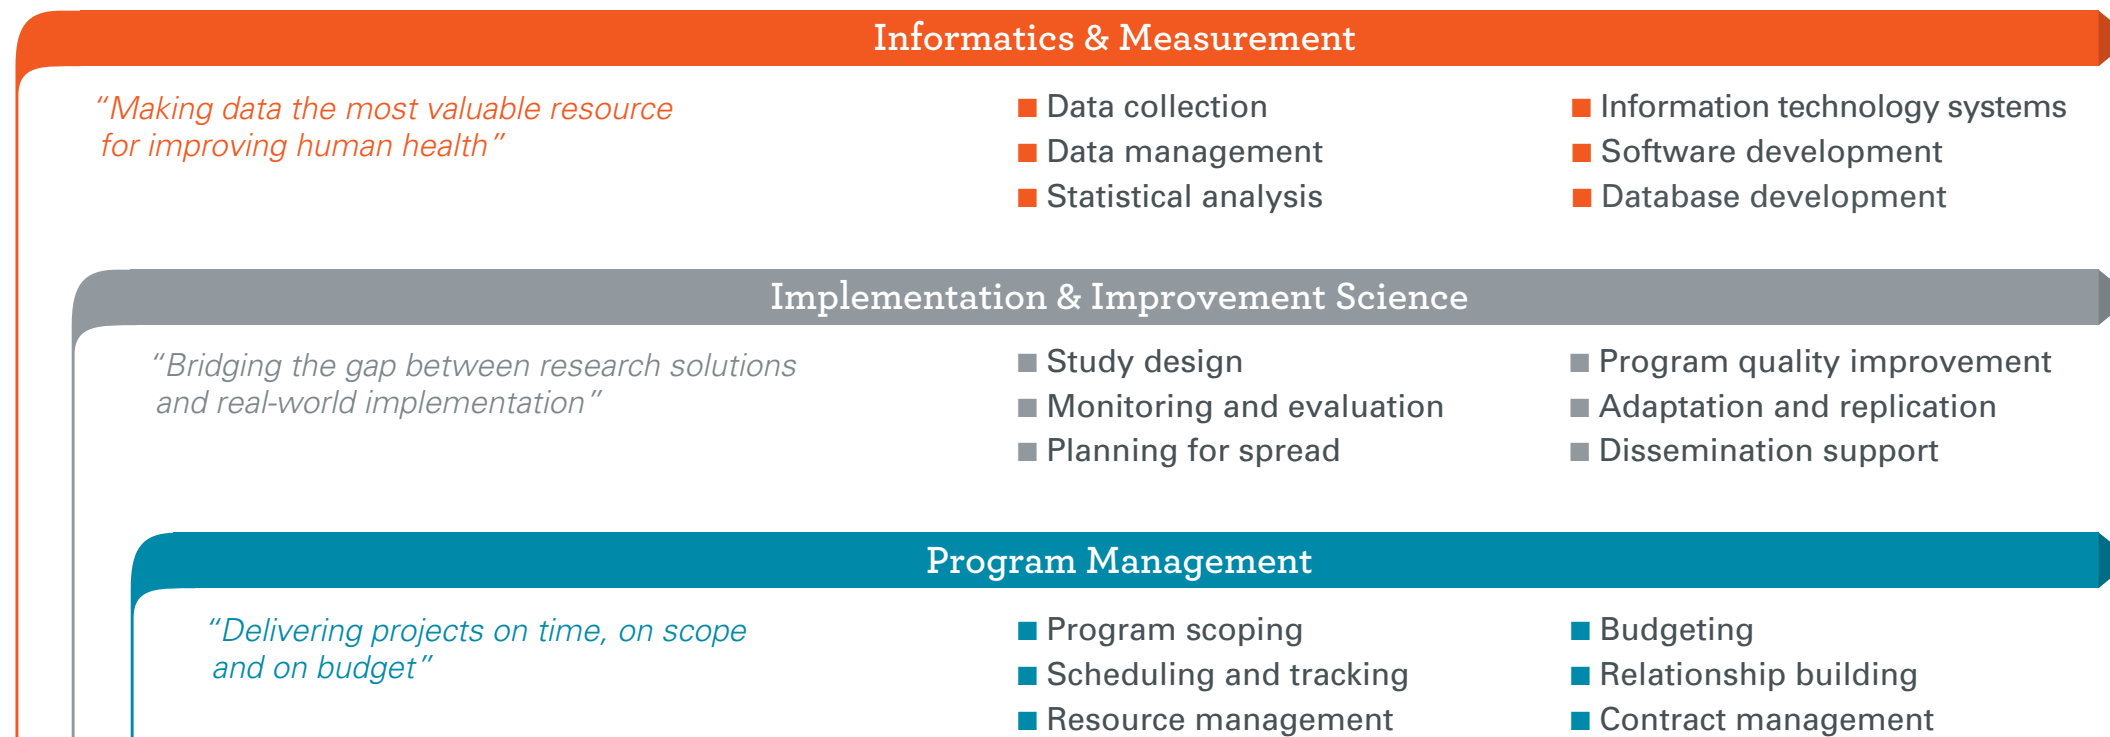 Informatics & Measurement
“Making data the most valuable resource
for improving human health”
Data collection
Data management
Statistical analysis
Information technology systems
Software development
Database development
Implementation & Improvement Science
“Bridging the gap between research solutions
and real-world implementation”
Study design
Monitoring and evaluation
Planning for spread
Program quality improvement
Adaptation and replication
Dissemination support
Program Management
“Delivering projects on time, on scope
and on budget”
Program scoping
Scheduling and tracking
Resource management
Budgeting
Relationship building
Contract management